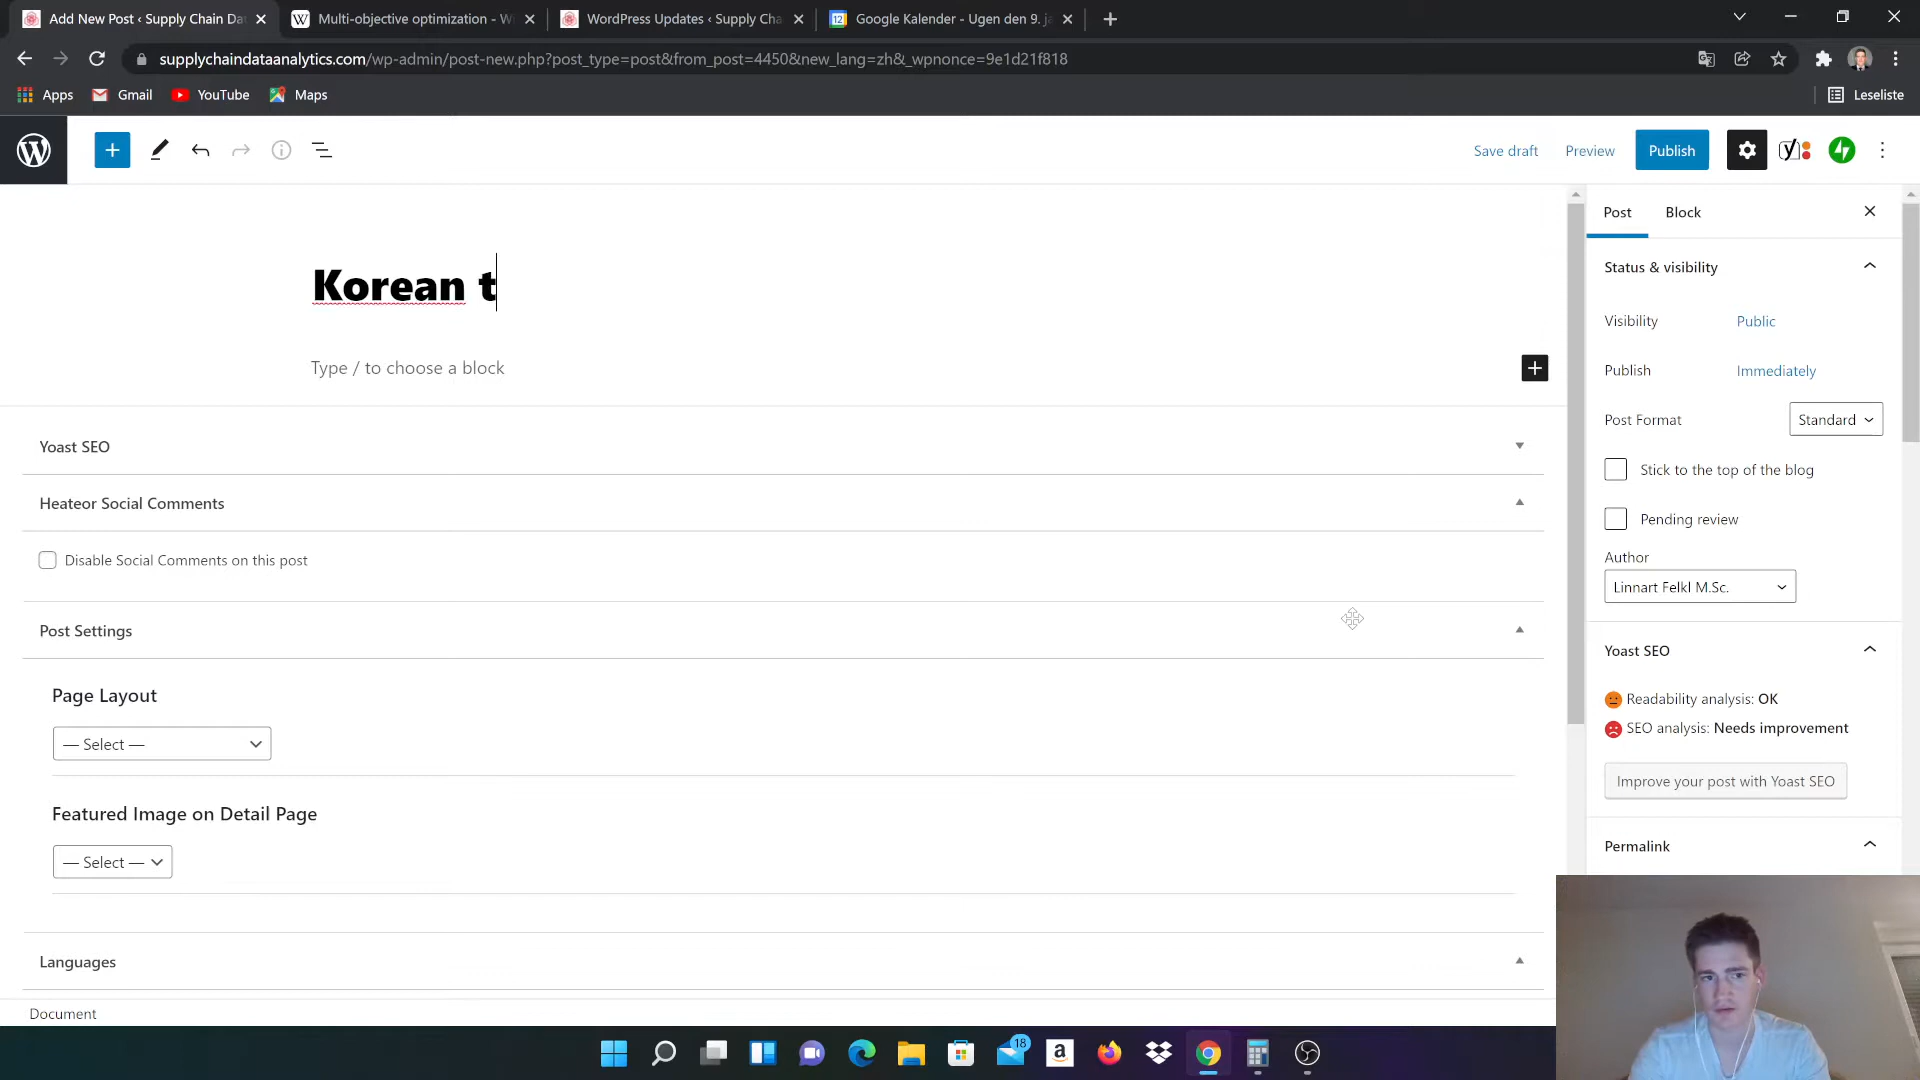 Add New Post ‹ Supply Chain Da
Multi-objective optimization - Wi
WordPress Updates ‹ Supply Cha
Google Kalender - Ugen den 9. ja
supplychaindataanalytics.com/wp-admin/post-new.php?post_type=post&from_post=4450&new_lang=zh&_wpnonce=9e1d21f818
Apps
Gmail
YouTube
Maps
Leseliste
Save draft
Preview
Publish
Post
Block
Korean t
Type / to choose a block
Status & visibility
Visibility
Public
Publish
Immediately
Post Format
Standard
Stick to the top of the blog
Pending review
Author
Linnart Felkl M.Sc.
Yoast SEO
Heateor Social Comments
Disable Social Comments on this post
Post Settings
Page Layout
— Select —
Featured Image on Detail Page
— Select —
Languages
Document
Yoast SEO
Readability analysis: OK
SEO analysis: Needs improvement
Improve your post with Yoast SEO
Permalink
18